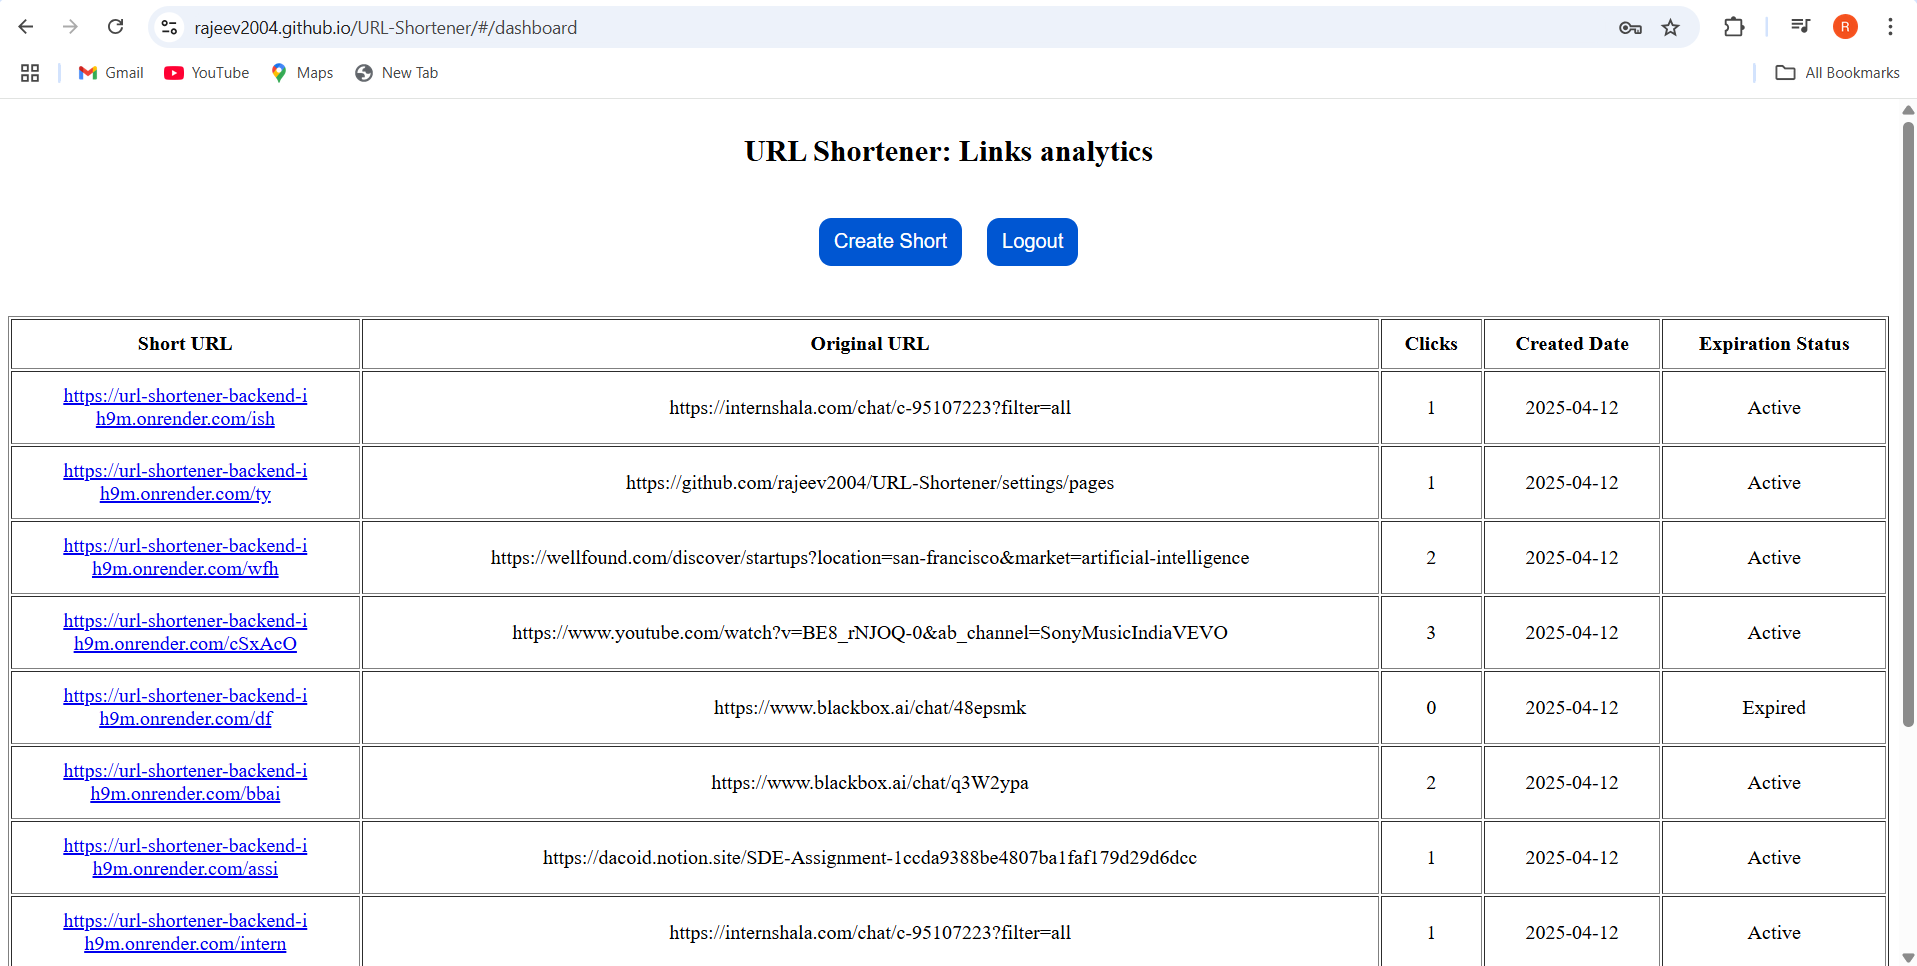 rajeev2004.github.io/URL-Shortener/#/dashboard
R
Gmail YouTube Maps New Tab All Bookmarks
URL Shortener: Links analytics
Create Short Logout
Short URL Original URL Clicks Created Date Expiration Status
https://url-shortener-backend-i
h9m.onrender.com/ish
https://internshala.com/chat/c-95107223?filter=all 1 2025-04-12 Active
https://url-shortener-backend-i
h9m.onrender.com/ty
https://github.com/rajeev2004/URL-Shortener/settings/pages 1 2025-04-12 Active
https://url-shortener-backend-i
h9m.onrender.com/wfh
https://wellfound.com/discover/startups?location=san-francisco&market=artificial-intelligence 2 2025-04-12 Active
https://url-shortener-backend-i
h9m.onrender.com/cSxAcO
https://www.youtube.com/watch?v=BE8_rNJOQ-0&ab_channel=SonyMusicIndiaVEVO 3 2025-04-12 Active
https://url-shortener-backend-i
h9m.onrender.com/df
https://www.blackbox.ai/chat/48epsmk 0 2025-04-12 Expired
https://url-shortener-backend-i
h9m.onrender.com/bbai
https://www.blackbox.ai/chat/q3W2ypa 2 2025-04-12 Active
https://url-shortener-backend-i
h9m.onrender.com/assi
https://dacoid.notion.site/SDE-Assignment-1ccda9388be4807ba1faf179d29d6dcc 1 2025-04-12 Active
https://url-shortener-backend-i
h9m.onrender.com/intern
https://internshala.com/chat/c-95107223?filter=all 1 2025-04-12 Active